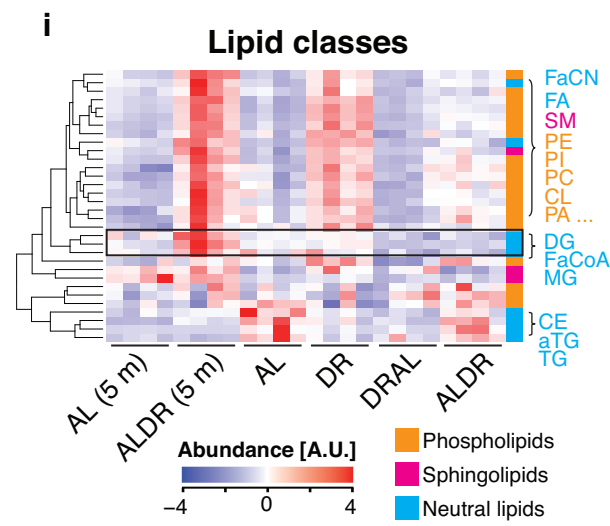 i
Lipid classes
FaCN
FA
SM
PE
PI
PC
CL
PA ...
DG
FaCoA
MG
CE
aTG
TG
AL (5 m)
ALDR (5 m)
AL
DR
DRAL
ALDR
Abundance [A.U.]
−4
0
4
Phospholipids
Sphingolipids
Neutral lipids